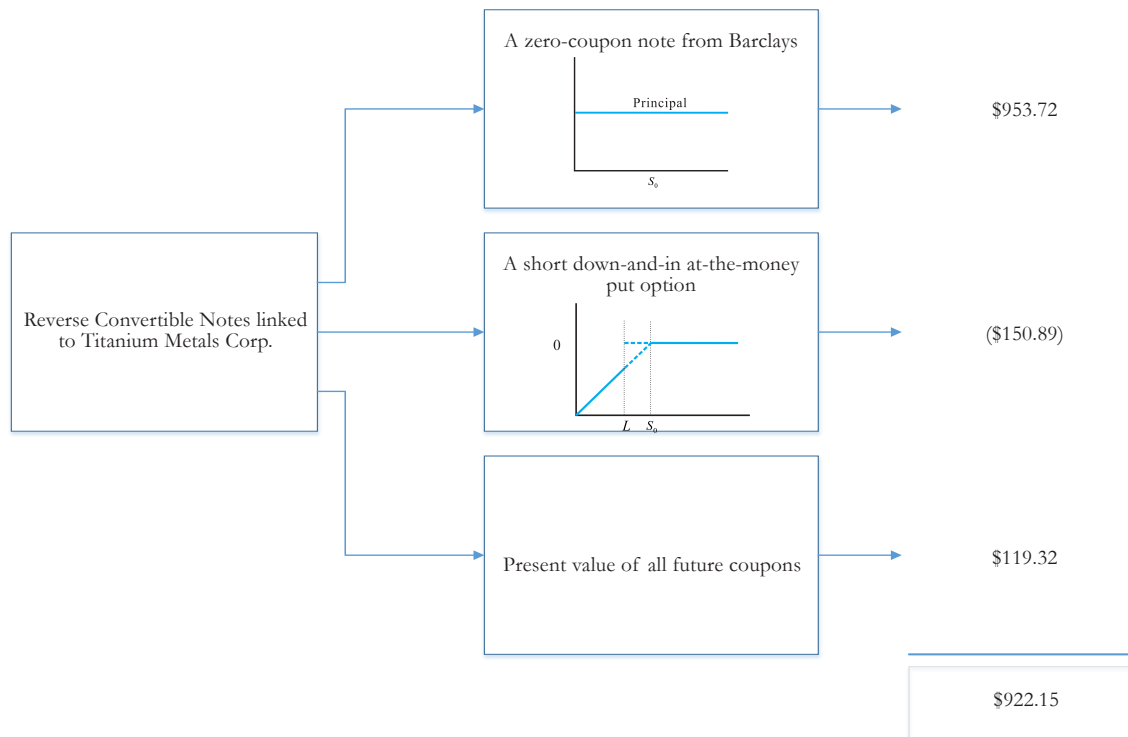 A zero-coupon note from Barclays
Principal
S₀
$953.72
Reverse Convertible Notes linked
to Titanium Metals Corp.
A short down-and-in at-the-money
put option
0
L S₀
($150.89)
Present value of all future coupons
$119.32
$922.15